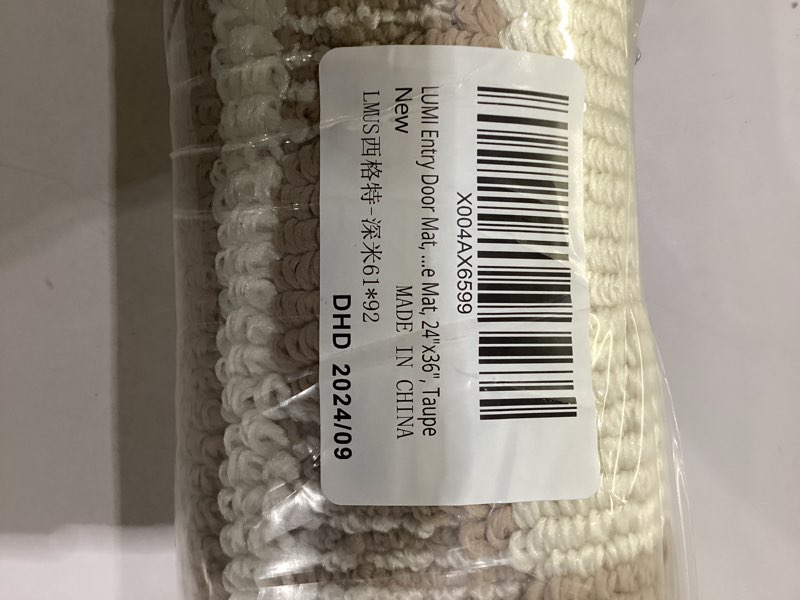 X004AX6599
LUMI Entry Door Mat, ...e Mat, 24"x36", Taupe
New MADE IN CHINA
LMUS西格特-深米61*92
DHD 2024/09